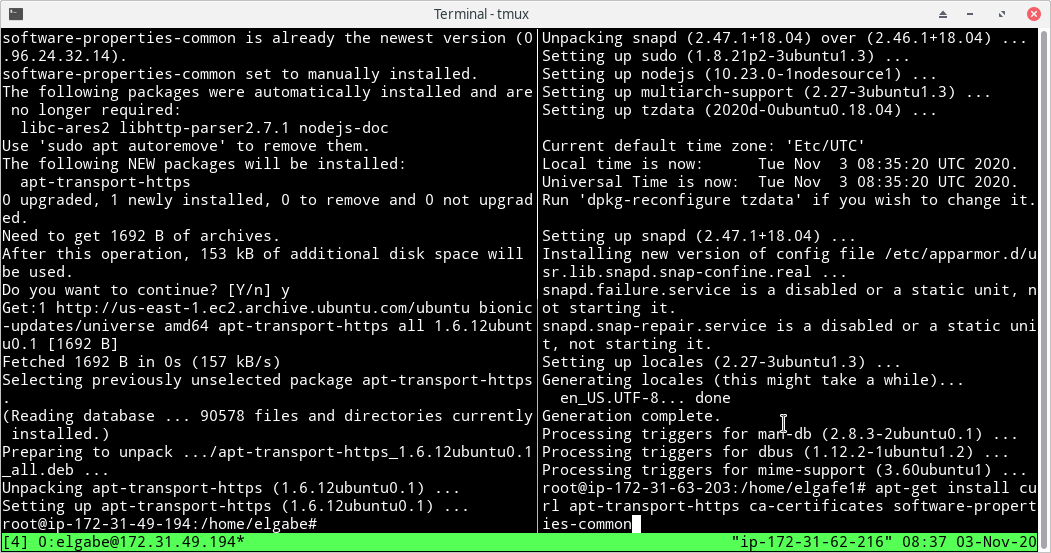 Terminal - tmux
software-properties-common is already the newest version (0
.96.24.32.14).
software-properties-common set to manually installed.
The following packages were automatically installed and are
 no longer required:
  libc-ares2 libhttp-parser2.7.1 nodejs-doc
Use 'sudo apt autoremove' to remove them.
The following NEW packages will be installed:
  apt-transport-https
0 upgraded, 1 newly installed, 0 to remove and 0 not upgrad
ed.
Need to get 1692 B of archives.
After this operation, 153 kB of additional disk space will
be used.
Do you want to continue? [Y/n] y
Get:1 http://us-east-1.ec2.archive.ubuntu.com/ubuntu bionic
-updates/universe amd64 apt-transport-https all 1.6.12ubunt
u0.1 [1692 B]
Fetched 1692 B in 0s (157 kB/s)
Selecting previously unselected package apt-transport-https
.
(Reading database ... 90578 files and directories currently
 installed.)
Preparing to unpack .../apt-transport-https_1.6.12ubuntu0.1
_all.deb ...
Unpacking apt-transport-https (1.6.12ubuntu0.1) ...
Setting up apt-transport-https (1.6.12ubuntu0.1) ...
root@ip-172-31-49-194:/home/elgabe#
Unpacking snapd (2.47.1+18.04) over (2.46.1+18.04) ...
Setting up sudo (1.8.21p2-3ubuntu1.3) ...
Setting up nodejs (10.23.0-1nodesource1) ...
Setting up multiarch-support (2.27-3ubuntu1.3) ...
Setting up tzdata (2020d-0ubuntu0.18.04) ...

Current default time zone: 'Etc/UTC'
Local time is now:      Tue Nov  3 08:35:20 UTC 2020.
Universal Time is now:  Tue Nov  3 08:35:20 UTC 2020.
Run 'dpkg-reconfigure tzdata' if you wish to change it.

Setting up snapd (2.47.1+18.04) ...
Installing new version of config file /etc/apparmor.d/u
sr.lib.snapd.snap-confine.real ...
snapd.failure.service is a disabled or a static unit, n
ot starting it.
snapd.snap-repair.service is a disabled or a static uni
t, not starting it.
Setting up locales (2.27-3ubuntu1.3) ...
Generating locales (this might take a while)...
  en_US.UTF-8... done
Generation complete.
Processing triggers for man-db (2.8.3-2ubuntu0.1) ...
Processing triggers for dbus (1.12.2-1ubuntu1.2) ...
Processing triggers for mime-support (3.60ubuntu1) ...
root@ip-172-31-63-203:/home/elgafe1# apt-get install cu
rl apt-transport-https ca-certificates software-propert
ies-common
[4] 0:elgabe@172.31.49.194* "ip-172-31-62-216" 08:37 03-Nov-20